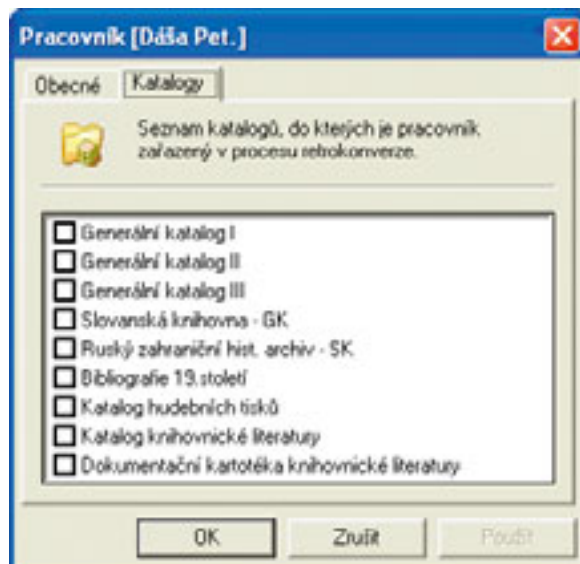 Pracovník [Dáša Pet.]
Obecné
Katalogy
Seznam katalogů, do kterých je pracovník
zařazený v procesu retrokonverze.
Generální katalog I
Generální katalog II
Generální katalog III
Slovanská knihovna - GK
Ruský zahraniční hist. archiv - SK
Bibliografie 19.století
Katalog hudebních tisků
Katalog knihovnické literatury
Dokumentační kartotéka knihovnické literatury
OK
Zrušit
Použít